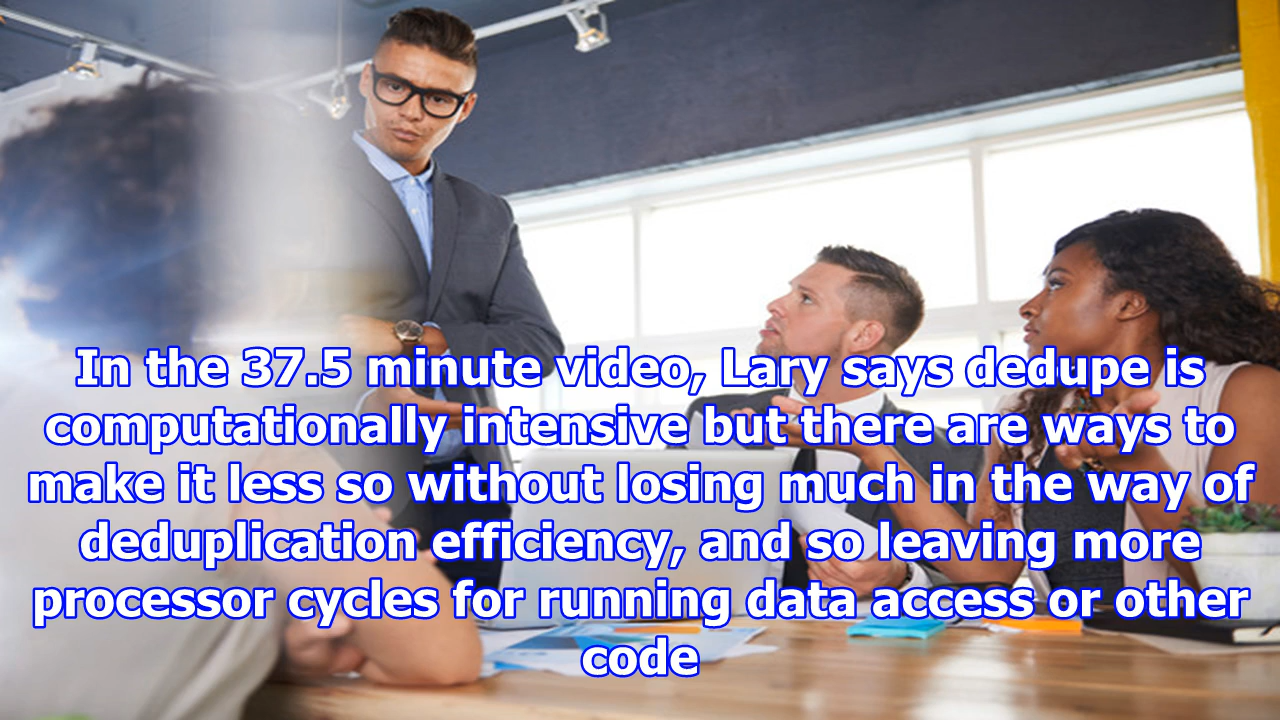 In the 37.5 minute video, Lary says dedupe is
computationally intensive but there are ways to
make it less so without losing much in the way of
deduplication efficiency, and so leaving more
processor cycles for running data access or other
code